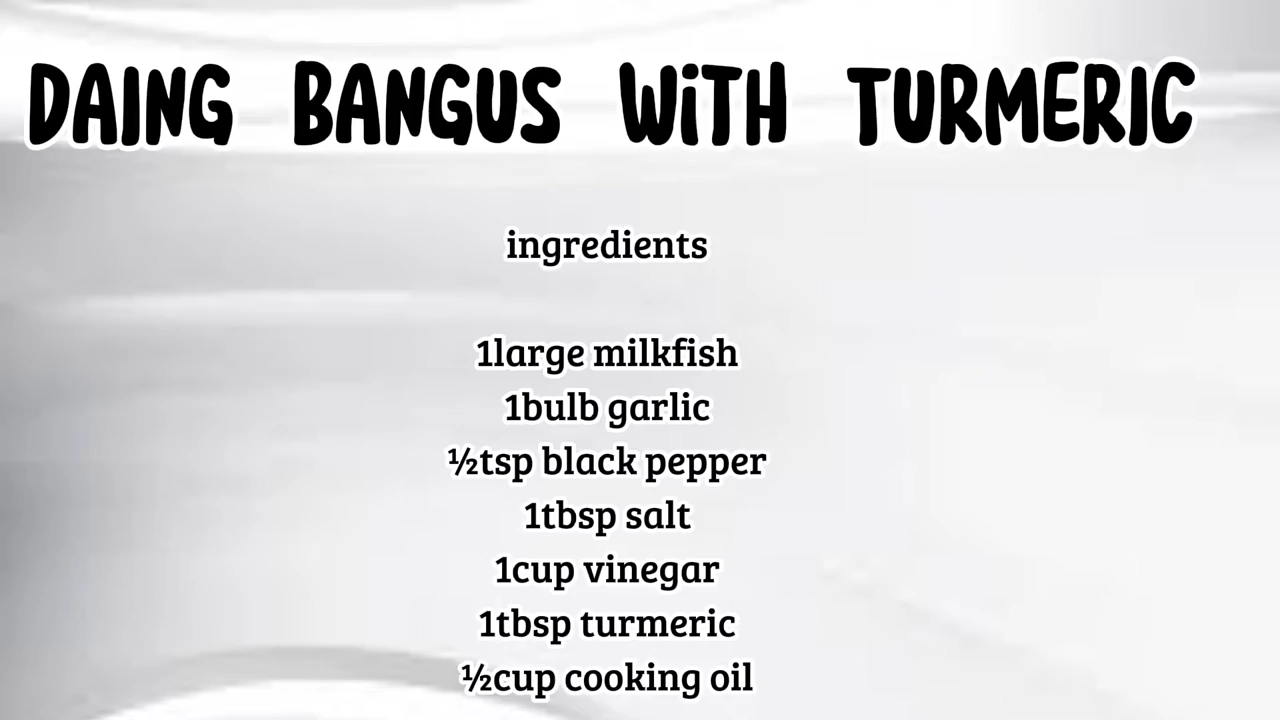 DAING BANGUS WiTH TURMERIC
ingredients
1large milkfish
1bulb garlic
½tsp black pepper
1tbsp salt
1cup vinegar
1tbsp turmeric
½cup cooking oil